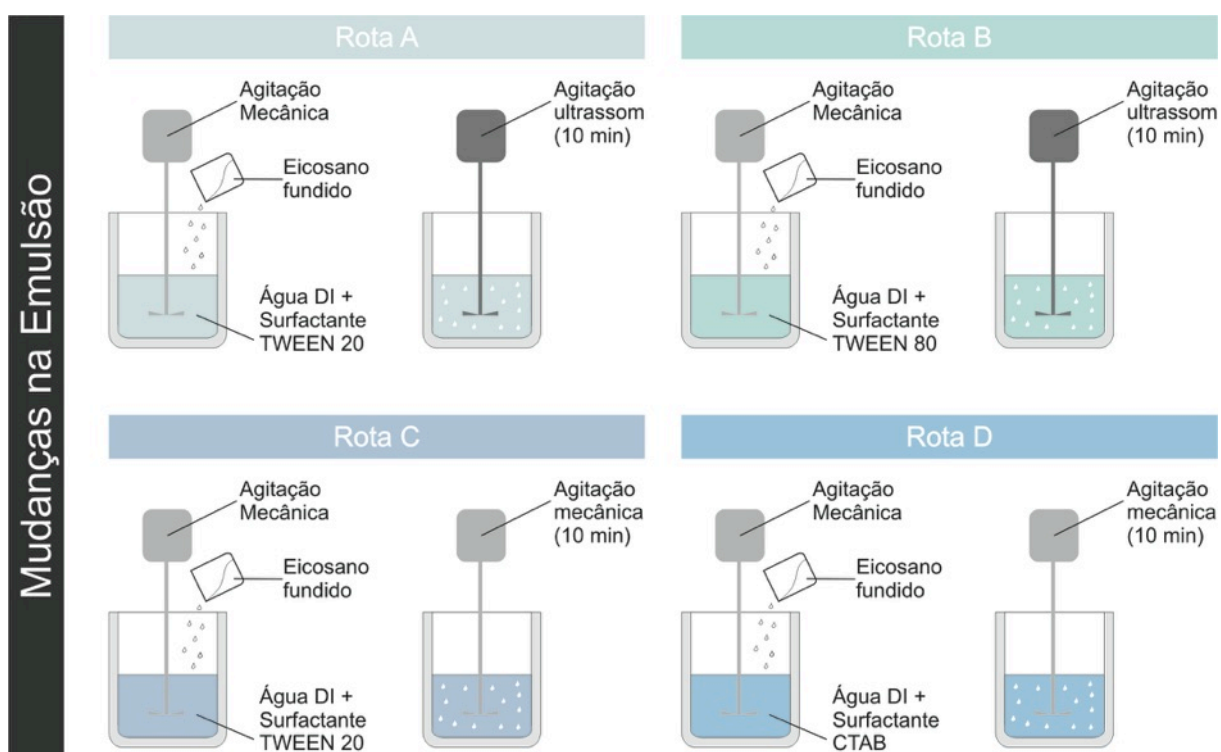 Mudanças na Emulsão
Rota A
Agitação
Mecânica
Eicosano
fundido
Água DI +
Surfactante
TWEEN 20
Agitação
ultrassom
(10 min)
Rota B
Agitação
Mecânica
Eicosano
fundido
Água DI +
Surfactante
TWEEN 80
Agitação
ultrassom
(10 min)
Rota C
Agitação
Mecânica
Eicosano
fundido
Água DI +
Surfactante
TWEEN 20
Agitação
mecânica
(10 min)
Rota D
Agitação
Mecânica
Eicosano
fundido
Água DI +
Surfactante
CTAB
Agitação
mecânica
(10 min)